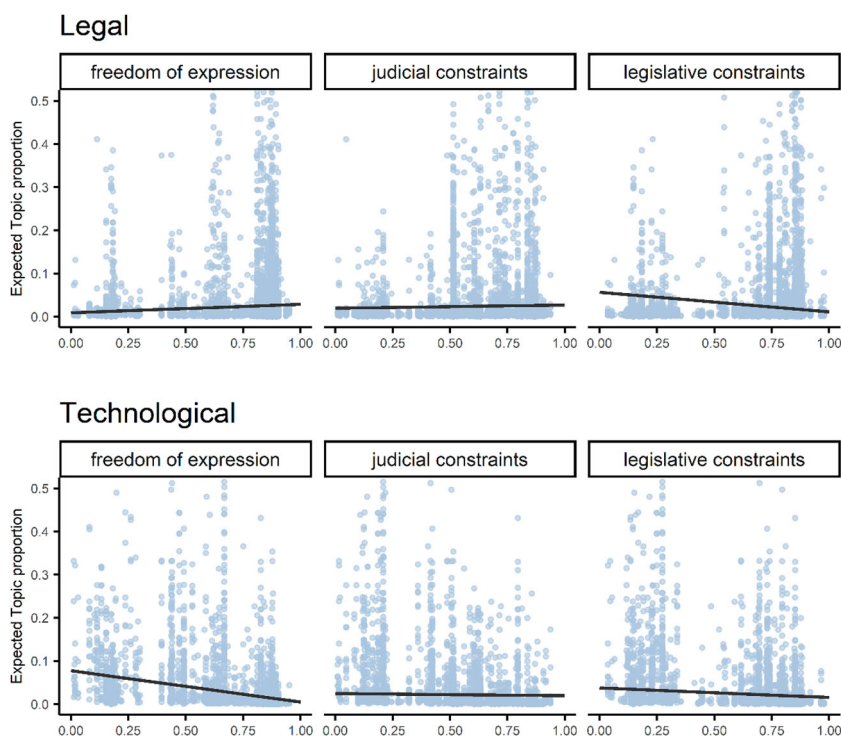 Legal
freedom of expression judicial constraints legislative constraints
Expected Topic proportion
0.5
0.4
0.3
0.2
0.1
0.0
0.00 0.25 0.50 0.75 1.00 0.00 0.25 0.50 0.75 1.00 0.00 0.25 0.50 0.75 1.00
Technological
freedom of expression judicial constraints legislative constraints
Expected Topic proportion
0.5
0.4
0.3
0.2
0.1
0.0
0.00 0.25 0.50 0.75 1.00 0.00 0.25 0.50 0.75 1.00 0.00 0.25 0.50 0.75 1.00